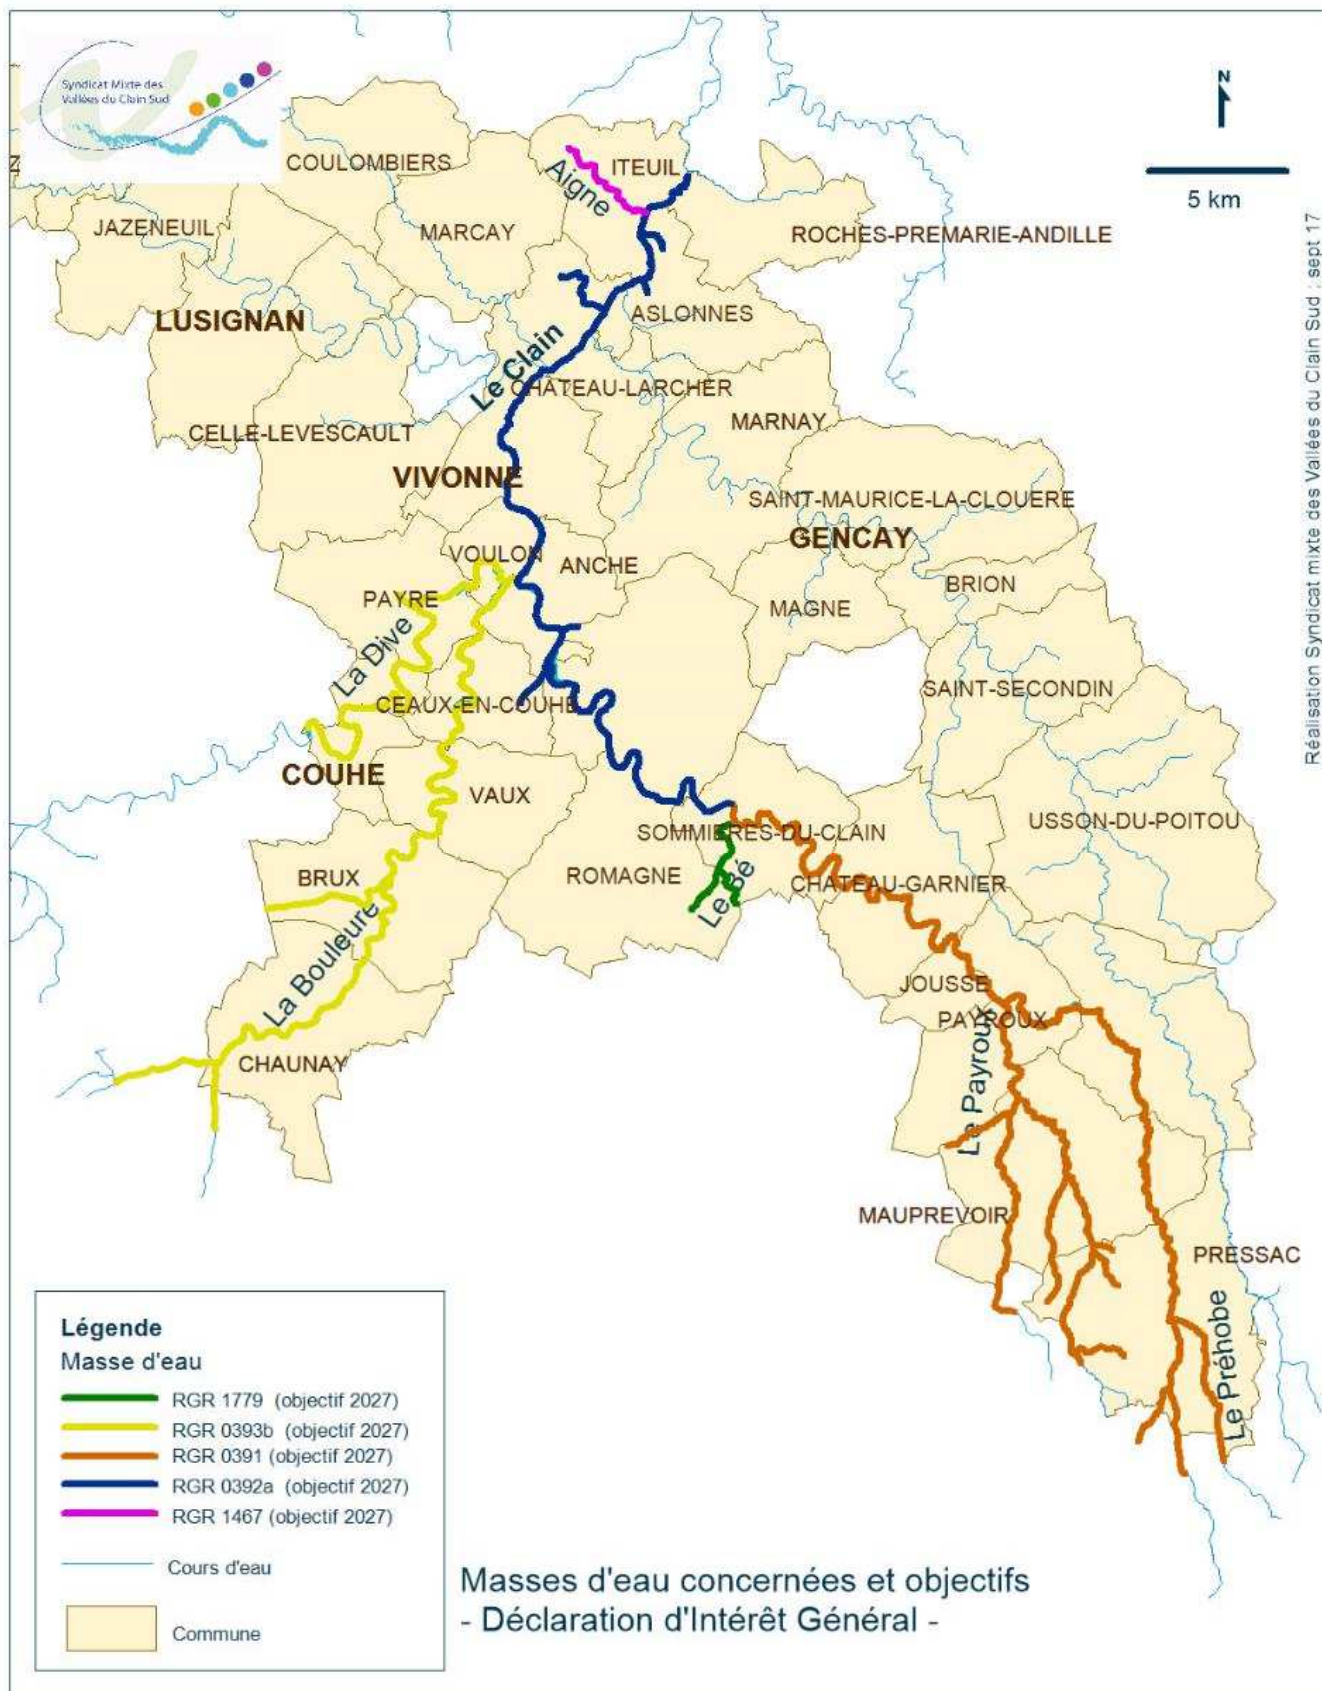 Syndicat Mixte des
Vallées du Clain Sud
N
5 km
COULOMBIERS
ITEUIL
Aigne
JAZENEUIL
MARCAY
ROCHES-PREMARIE-ANDILLE
LUSIGNAN
ASLONNES
Le Clain
CHÂTEAU-LARCHER
MARNAY
CELLE-LEVESCAULT
VIVONNE
SAINT-MAURICE-LA-CLOUERE
GENCAY
VOULON
ANCHE
BRION
PAYRE
MAGNE
La Dive
SAINT-SECONDIN
CEAUX-EN-COUHE
COUHE
VAUX
SOMMIERES-DU-CLAIN
USSON-DU-POITOU
BRUX
ROMAGNE
Le Bé
CHATEAU-GARNIER
La Bouleure
JOUSSE
PAYROUX
CHAUNAY
Le Payroux
MAUPREVOIR
PRESSAC
Le Préhobe
Réalisation Syndicat mixte des Vallées du Clain Sud ; sept 17
Légende
Masse d'eau
RGR 1779 (objectif 2027)
RGR 0393b (objectif 2027)
RGR 0391 (objectif 2027)
RGR 0392a (objectif 2027)
RGR 1467 (objectif 2027)
Cours d'eau
Commune
Masses d'eau concernées et objectifs
- Déclaration d'Intérêt Général -